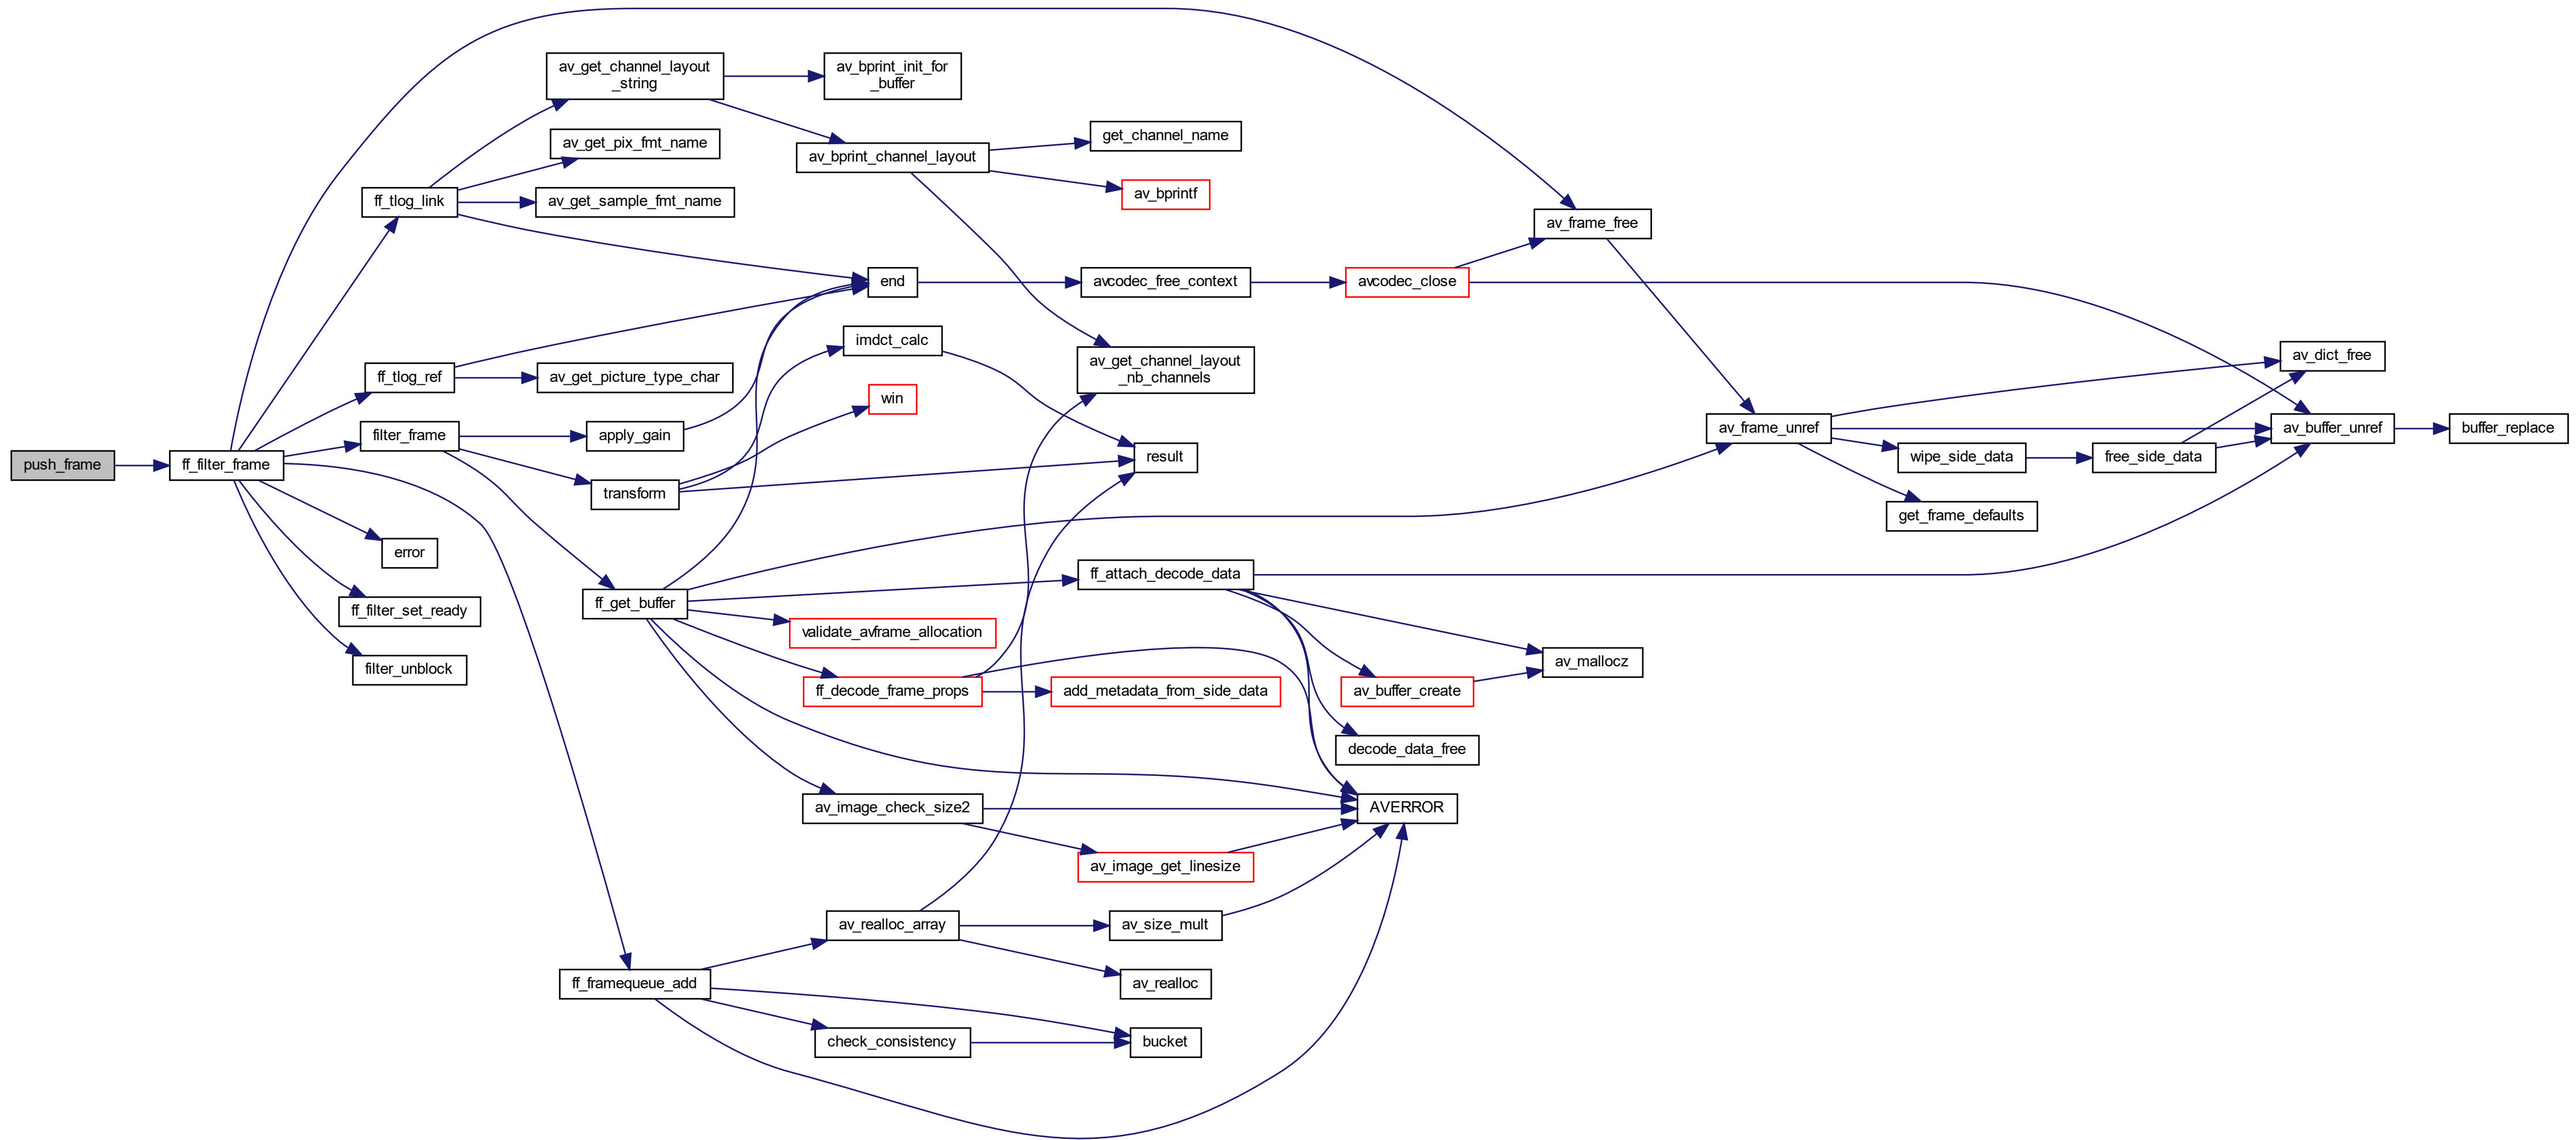 push_frame
ff_filter_frame
ff_tlog_link
ff_tlog_ref
filter_frame
error
ff_filter_set_ready
filter_unblock
av_get_channel_layout
_string
av_get_pix_fmt_name
av_get_sample_fmt_name
av_get_picture_type_char
apply_gain
transform
ff_get_buffer
ff_framequeue_add
av_bprint_init_for
_buffer
av_bprint_channel_layout
end
imdct_calc
win
validate_avframe_allocation
ff_decode_frame_props
av_image_check_size2
av_realloc_array
check_consistency
get_channel_name
av_bprintf
avcodec_free_context
av_get_channel_layout
_nb_channels
result
ff_attach_decode_data
add_metadata_from_side_data
av_image_get_linesize
av_size_mult
av_realloc
bucket
avcodec_close
av_buffer_create
decode_data_free
AVERROR
av_frame_free
av_mallocz
av_frame_unref
wipe_side_data
get_frame_defaults
free_side_data
av_dict_free
av_buffer_unref
buffer_replace